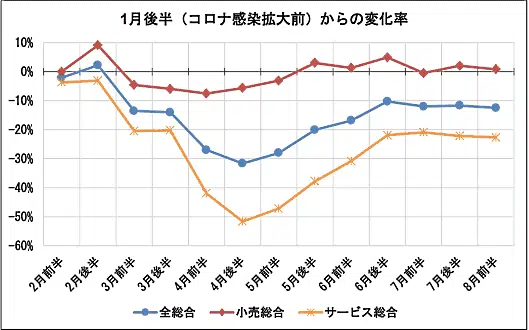 1月後半（コロナ感染拡大前）からの変化率
10%
0%
−10%
−20%
−30%
−40%
−50%
−60%
2月前半
2月後半
3月前半
3月後半
4月前半
4月後半
5月前半
5月後半
6月前半
6月後半
7月前半
7月後半
8月前半
全総合
小売総合
サービス総合